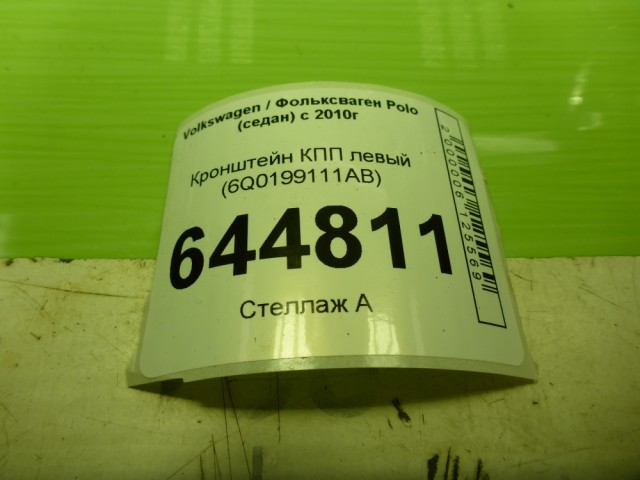 Volkswagen / Фольксваген Polo
(седан) с 2010г
Кронштейн КПП левый
(6Q0199111AB)
644811
Стеллаж А
2000006125569